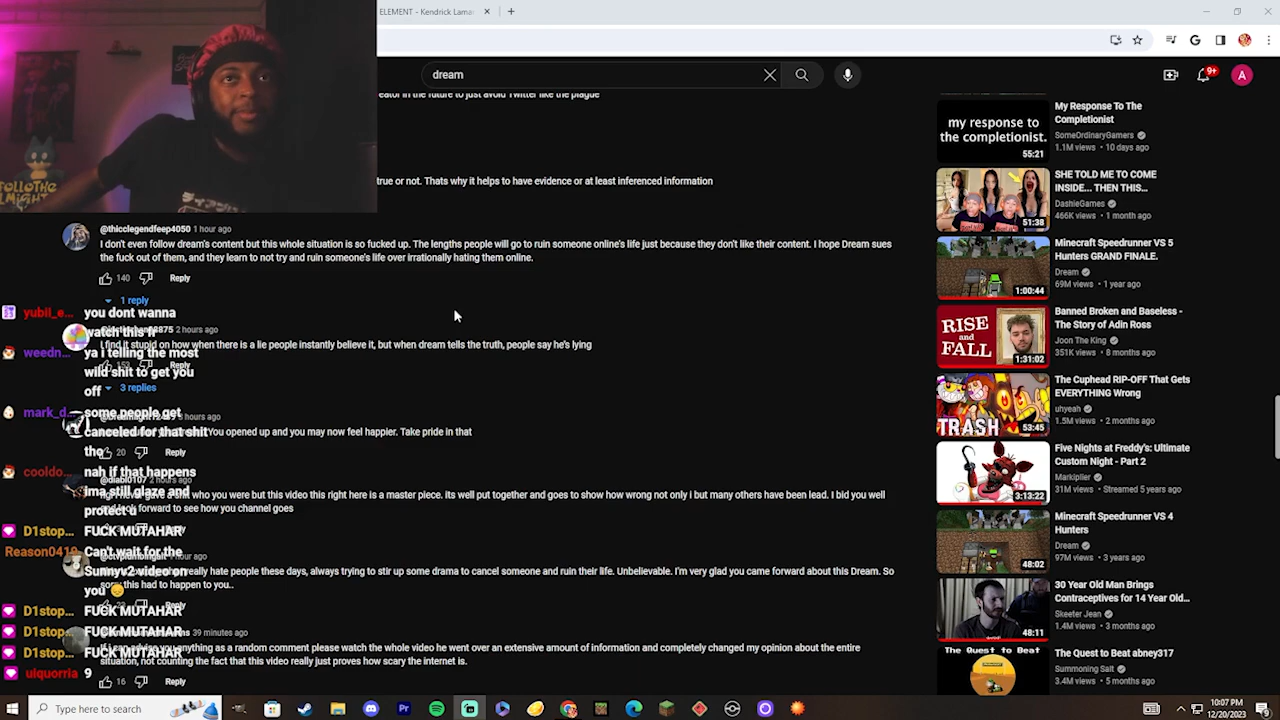 ELEMENT - Kendrick Lama
dream
9+
A
eator in the future to just avoid Twitter like the plague
true or not. Thats why it helps to have evidence or at least inferenced information
@thicclegendfeep4050 1 hour ago
I don't even follow dream's content but this whole situation is so fucked up. The lengths people will go to ruin someone online's life just because they don't like their content. I hope Dream sues
the fuck out of them, and they learn to not try and ruin someone's life over irrationally hating them online.
140 Reply
1 reply
yubii_e... you dont wanna
watch this fr
8875 2 hours ago
I find it stupid on how when there is a lie people instantly believe it, but when dream tells the truth, people say he's lying
weedn... ya i telling the most
153 Reply
wild shit to get you
off
3 replies
mark_d... some people get
canceled for that shit
3 hours ago
You opened up and you may now feel happier. Take pride in that
tho
20 Reply
cooldo... nah if that happens
ima still glaze and
protect u
@diabl0107 2 hours ago
who you were but this video this right here is a master piece. Its well put together and goes to show how wrong not only i but many others have been lead. I bid you well
forward to see how you channel goes
D1stop... FUCK MUTAHAR
Reason0419 Can't wait for the
Sunny v2 video on
you
1 hour ago
really hate people these days, always trying to stir up some drama to cancel someone and ruin their life. Unbelievable. I'm very glad you came forward about this Dream. So
this had to happen to you..
Reply
D1stop... FUCK MUTAHAR
D1stop... FUCK MUTAHAR
D1stop... FUCK MUTAHAR
39 minutes ago
anything as a random comment please watch the whole video he went over an extensive amount of information and completely changed my opinion about the entire
situation, not counting the fact that this video really just proves how scary the internet is.
ulquorria 9
16 Reply
my response to
the completionist.
55:21
My Response To The
Completionist
SomeOrdinaryGamers
1.1M views • 10 days ago
51:38
SHE TOLD ME TO COME
INSIDE... THEN THIS...
DashieGames
466K views • 1 month ago
1:00:44
Minecraft Speedrunner VS 5
Hunters GRAND FINALE.
Dream
69M views • 1 year ago
RISE
AND
FALL
1:31:02
Banned Broken and Baseless -
The Story of Adin Ross
Joon The King
351K views • 8 months ago
TRASH
53:45
The Cuphead RIP-OFF That Gets
EVERYTHING Wrong
uhyeah
1.5M views • 2 months ago
3:13:22
Five Nights at Freddy's: Ultimate
Custom Night - Part 2
Markiplier
31M views • Streamed 5 years ago
48:02
Minecraft Speedrunner VS 4
Hunters
Dream
97M views • 3 years ago
48:11
30 Year Old Man Brings
Contraceptives for 14 Year Old...
Skeeter Jean
1.4M views • 3 months ago
The Quest to Beat
The Quest to Beat abney317
Summoning Salt
3.4M views • 5 months ago
Type here to search
10:07 PM
12/20/2023